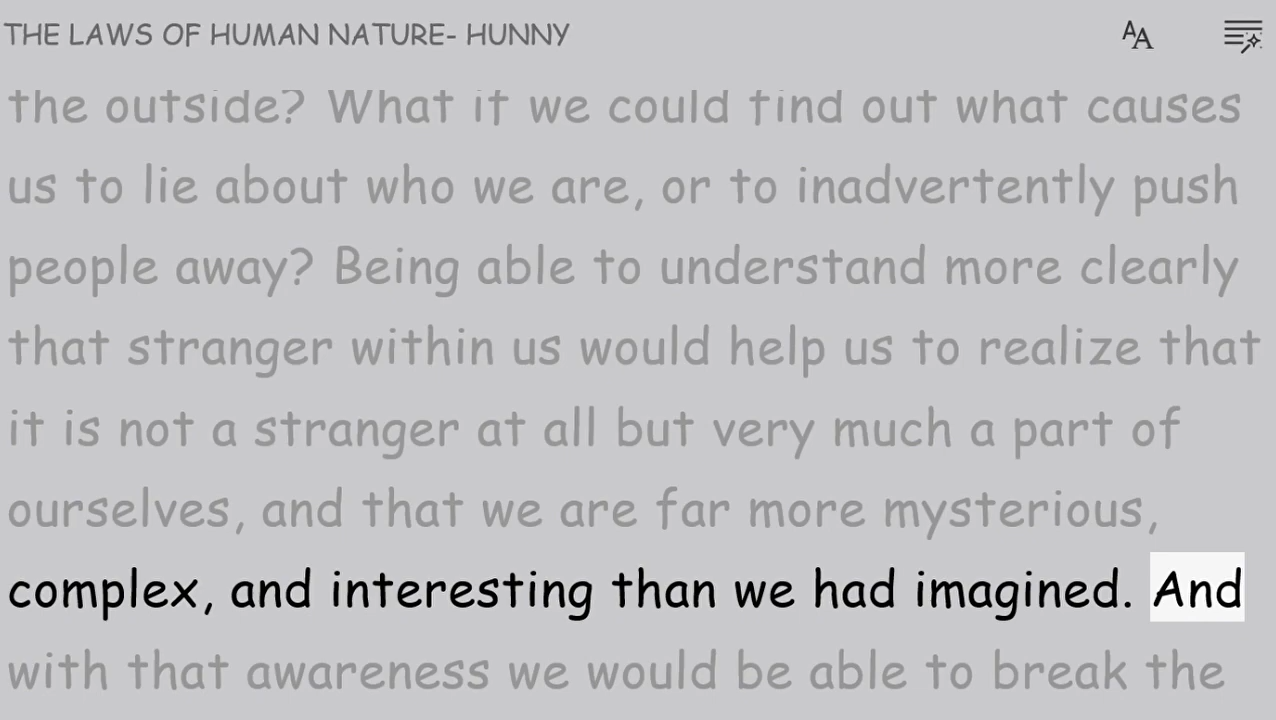 THE LAWS OF HUMAN NATURE- HUNNY
AA
the outside? What if we could find out what causes
us to lie about who we are, or to inadvertently push
people away? Being able to understand more clearly
that stranger within us would help us to realize that
it is not a stranger at all but very much a part of
ourselves, and that we are far more mysterious,
complex, and interesting than we had imagined. And
with that awareness we would be able to break the